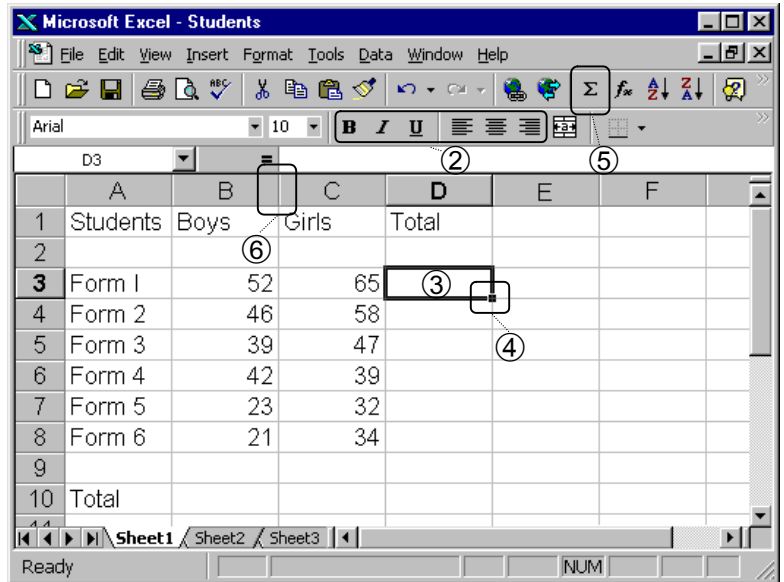 Microsoft Excel - Students
File Edit View Insert Format Tools Data Window Help
ABC Σ fx A Z Z A ?
Arial 10 B I U a
② ⑤
D3 =
A B C D E F
1 Students Boys Girls Total
⑥
2
3 Form I 52 65 ③
4 Form 2 46 58
④
5 Form 3 39 47
6 Form 4 42 39
7 Form 5 23 32
8 Form 6 21 34
9
10 Total
Sheet1 Sheet2 Sheet3
Ready NUM